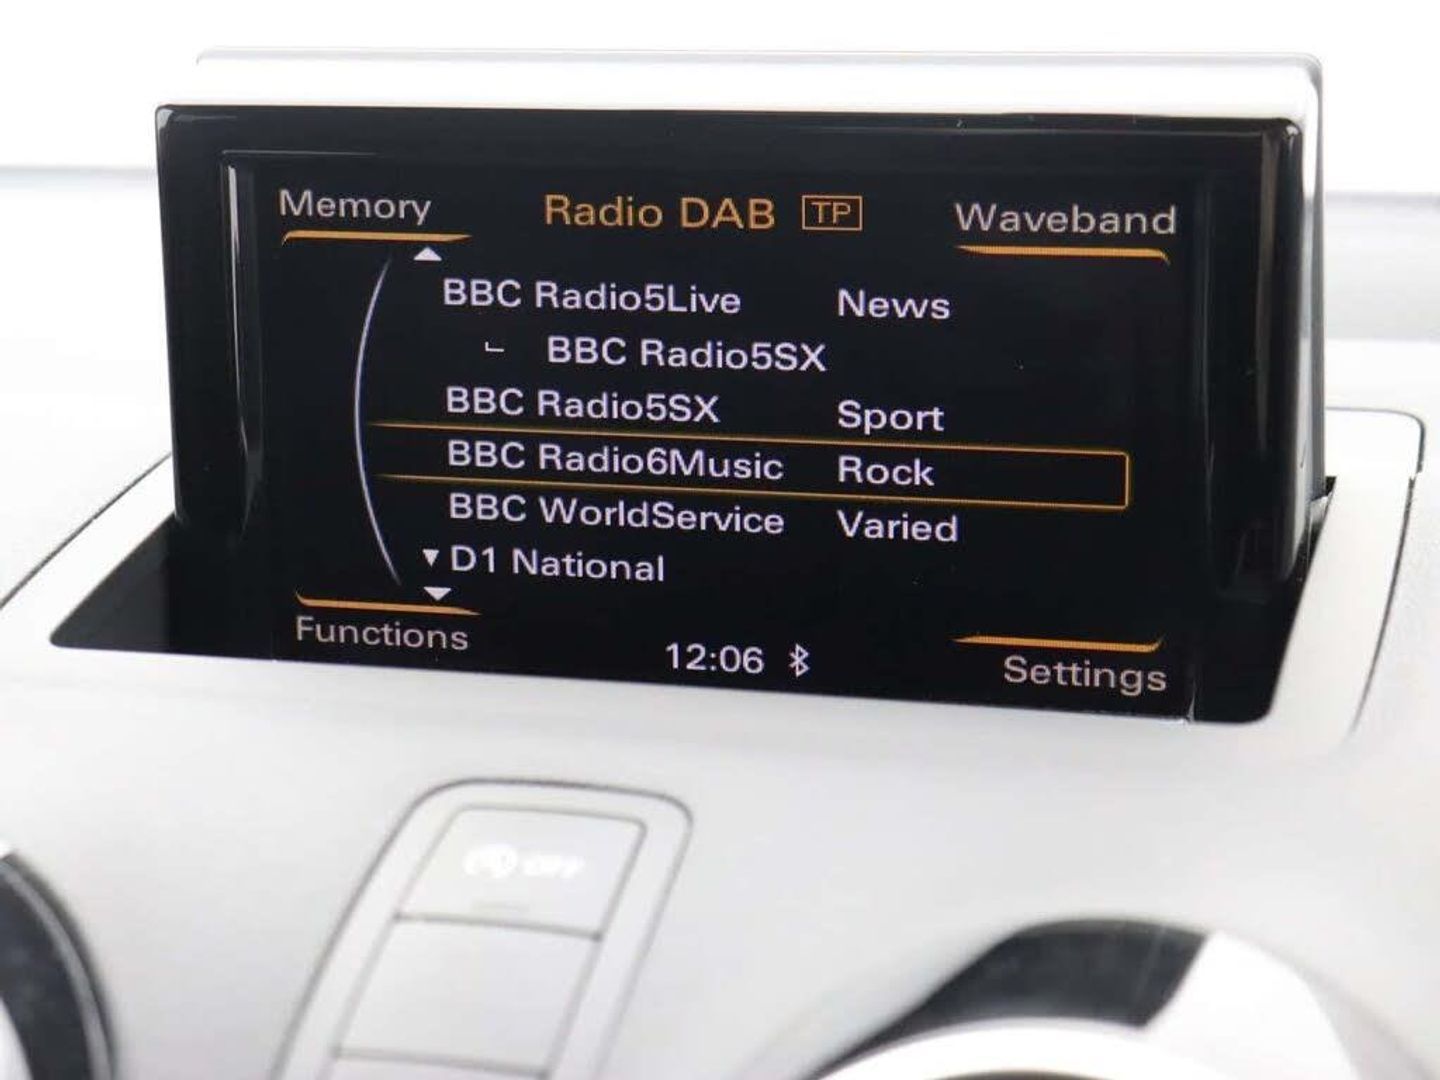 Memory
Radio DAB TP
Waveband
BBC Radio5Live News
BBC Radio5SX
BBC Radio5SX Sport
BBC Radio6Music Rock
BBC WorldService Varied
D1 National
Functions
12:06
Settings
OFF